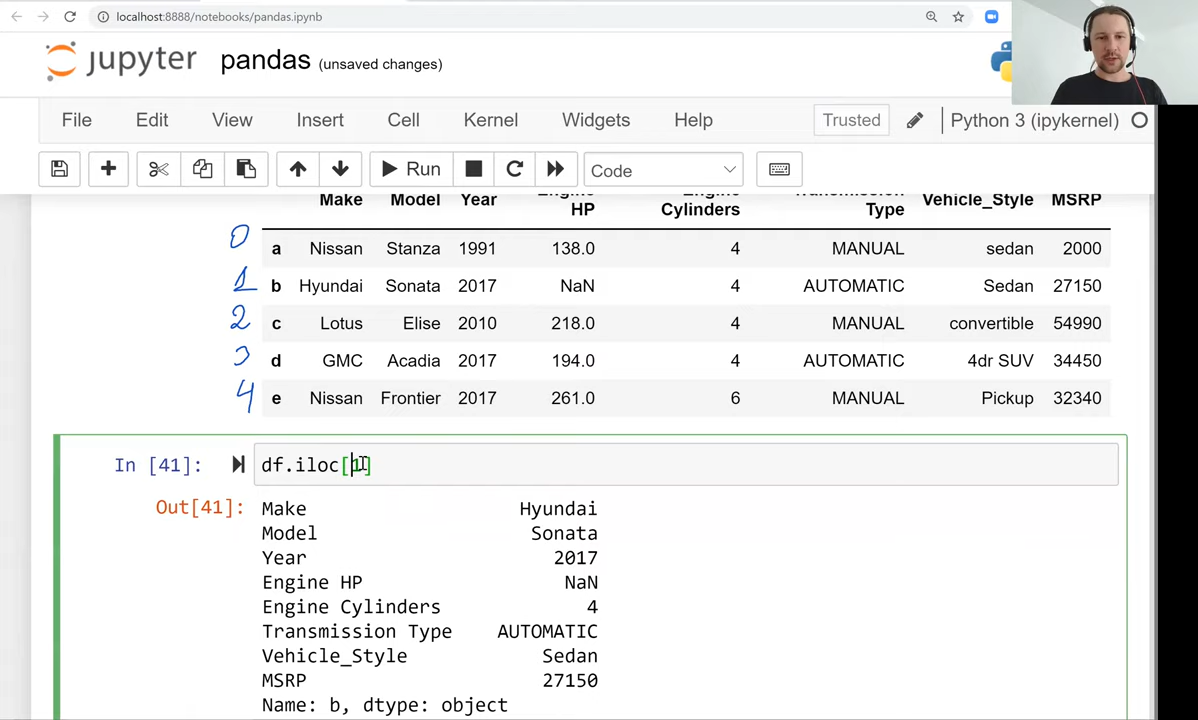 localhost:8888/notebooks/pandas.ipynb
jupyter pandas (unsaved changes)
File Edit View Insert Cell Kernel Widgets Help Trusted Python 3 (ipykernel)
Run Code
Make Model Year Engine HP Engine Cylinders Transmission Type Vehicle_Style MSRP
0 a Nissan Stanza 1991 138.0 4 MANUAL sedan 2000
1 b Hyundai Sonata 2017 NaN 4 AUTOMATIC Sedan 27150
2 c Lotus Elise 2010 218.0 4 MANUAL convertible 54990
3 d GMC Acadia 2017 194.0 4 AUTOMATIC 4dr SUV 34450
4 e Nissan Frontier 2017 261.0 6 MANUAL Pickup 32340
In [41]: df.iloc[1]
Out[41]: Make Hyundai
Model Sonata
Year 2017
Engine HP NaN
Engine Cylinders 4
Transmission Type AUTOMATIC
Vehicle_Style Sedan
MSRP 27150
Name: b, dtype: object